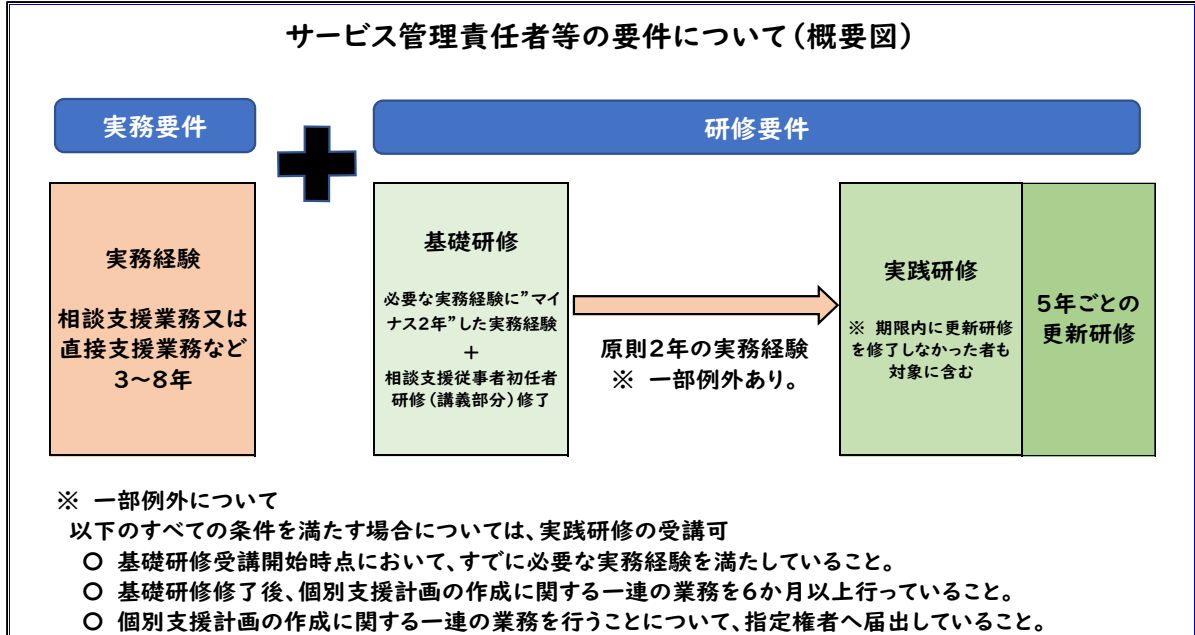 サービス管理責任者等の要件について（概要図）
実務要件
研修要件
実務経験
相談支援業務又は
直接支援業務など
３～８年
基礎研修
必要な実務経験に”マイ
ナス２年”した実務経験
＋
相談支援従事者初任者
研修（講義部分）修了
原則２年の実務経験
※ 一部例外あり。
実践研修
※ 期限内に更新研修
を修了しなかった者も
対象に含む
５年ごとの
更新研修
※ 一部例外について
以下のすべての条件を満たす場合については、実践研修の受講可
○ 基礎研修受講開始時点において、すでに必要な実務経験を満たしていること。
○ 基礎研修修了後、個別支援計画の作成に関する一連の業務を６か月以上行っていること。
○ 個別支援計画の作成に関する一連の業務を行うことについて、指定権者へ届出していること。